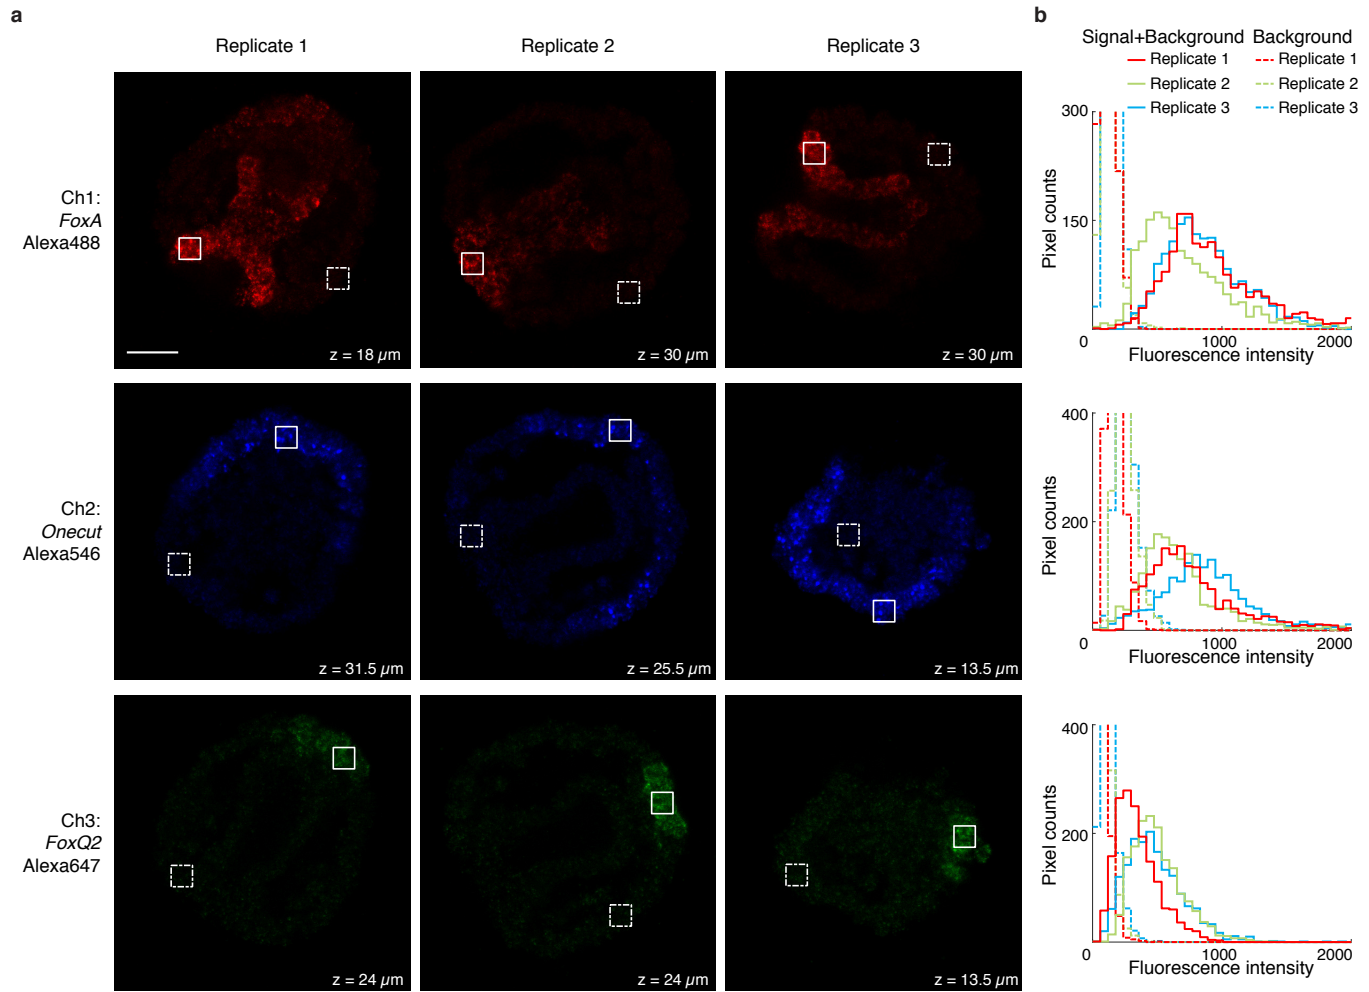 a
Replicate 1 Replicate 2 Replicate 3
Ch1:
FoxA
Alexa488
z = 18 µm
z = 30 µm
z = 30 µm
Ch2:
Onecut
Alexa546
z = 31.5 µm
z = 25.5 µm
z = 13.5 µm
Ch3:
FoxQ2
Alexa647
z = 24 µm
z = 24 µm
z = 13.5 µm
b
Signal+Background Background
Replicate 1 Replicate 1
Replicate 2 Replicate 2
Replicate 3 Replicate 3
300
150
0
Pixel counts
0 1000 2000
Fluorescence intensity
400
200
0
Pixel counts
0 1000 2000
Fluorescence intensity
400
200
0
Pixel counts
0 1000 2000
Fluorescence intensity